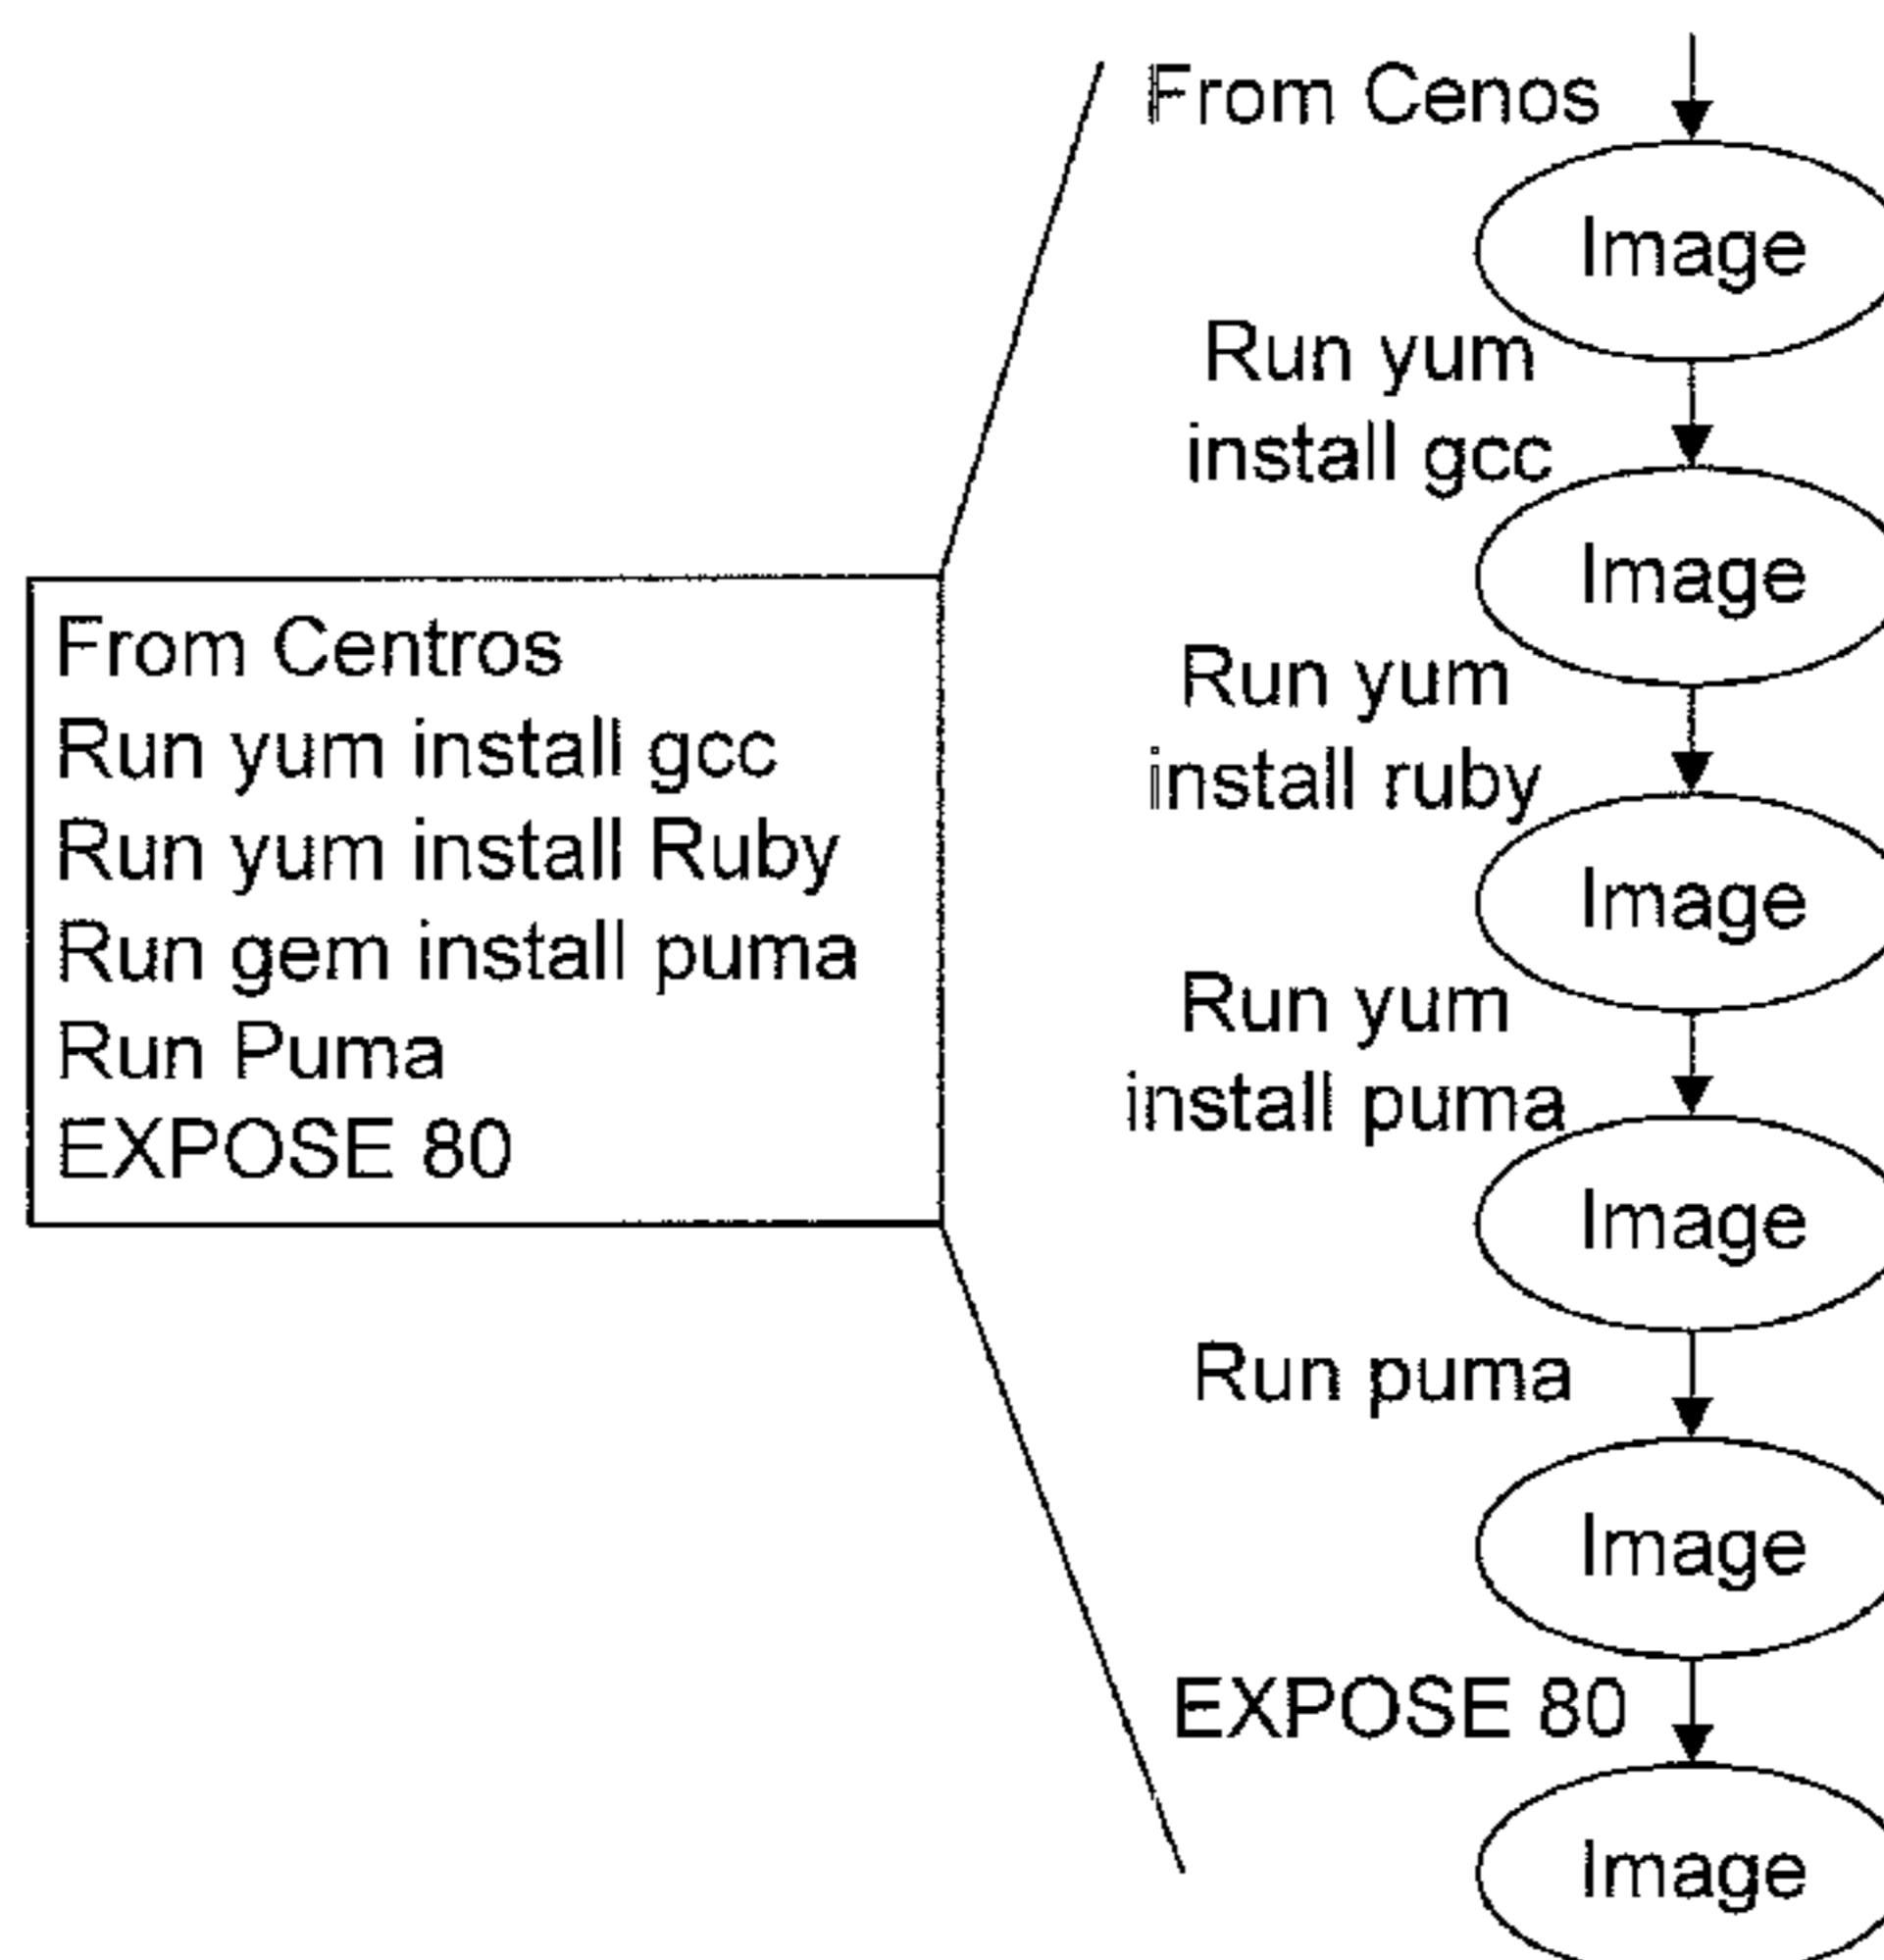 From Centros
Run yum install gcc
Run yum install Ruby
Run gem install puma
Run Puma
EXPOSE 80
From Cenos
Image
Run yum
install gcc
Image
Run yum
install ruby
Image
Run yum
install puma
Image
Run puma
Image
EXPOSE 80
Image